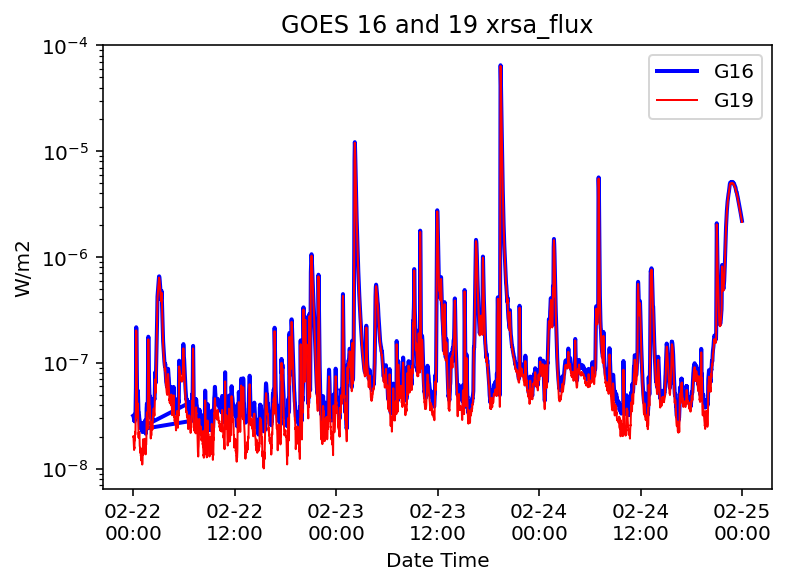 GOES 16 and 19 xrsa_flux
G16
G19
W/m2
10⁻⁴
10⁻⁵
10⁻⁶
10⁻⁷
10⁻⁸
02-22 00:00
02-22 12:00
02-23 00:00
02-23 12:00
02-24 00:00
02-24 12:00
02-25 00:00
Date Time